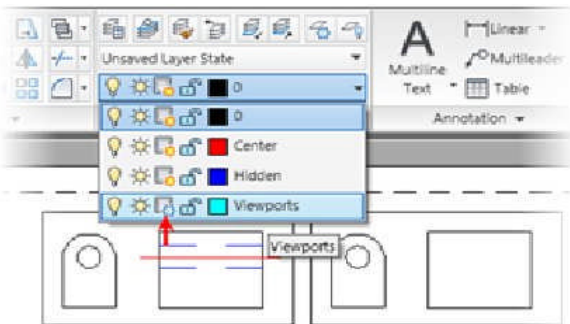 Unsaved Layer State
0
0
Center
Hidden
Viewports
Viewports
A
Multiline
Text
Linear
Multileader
Table
Annotation